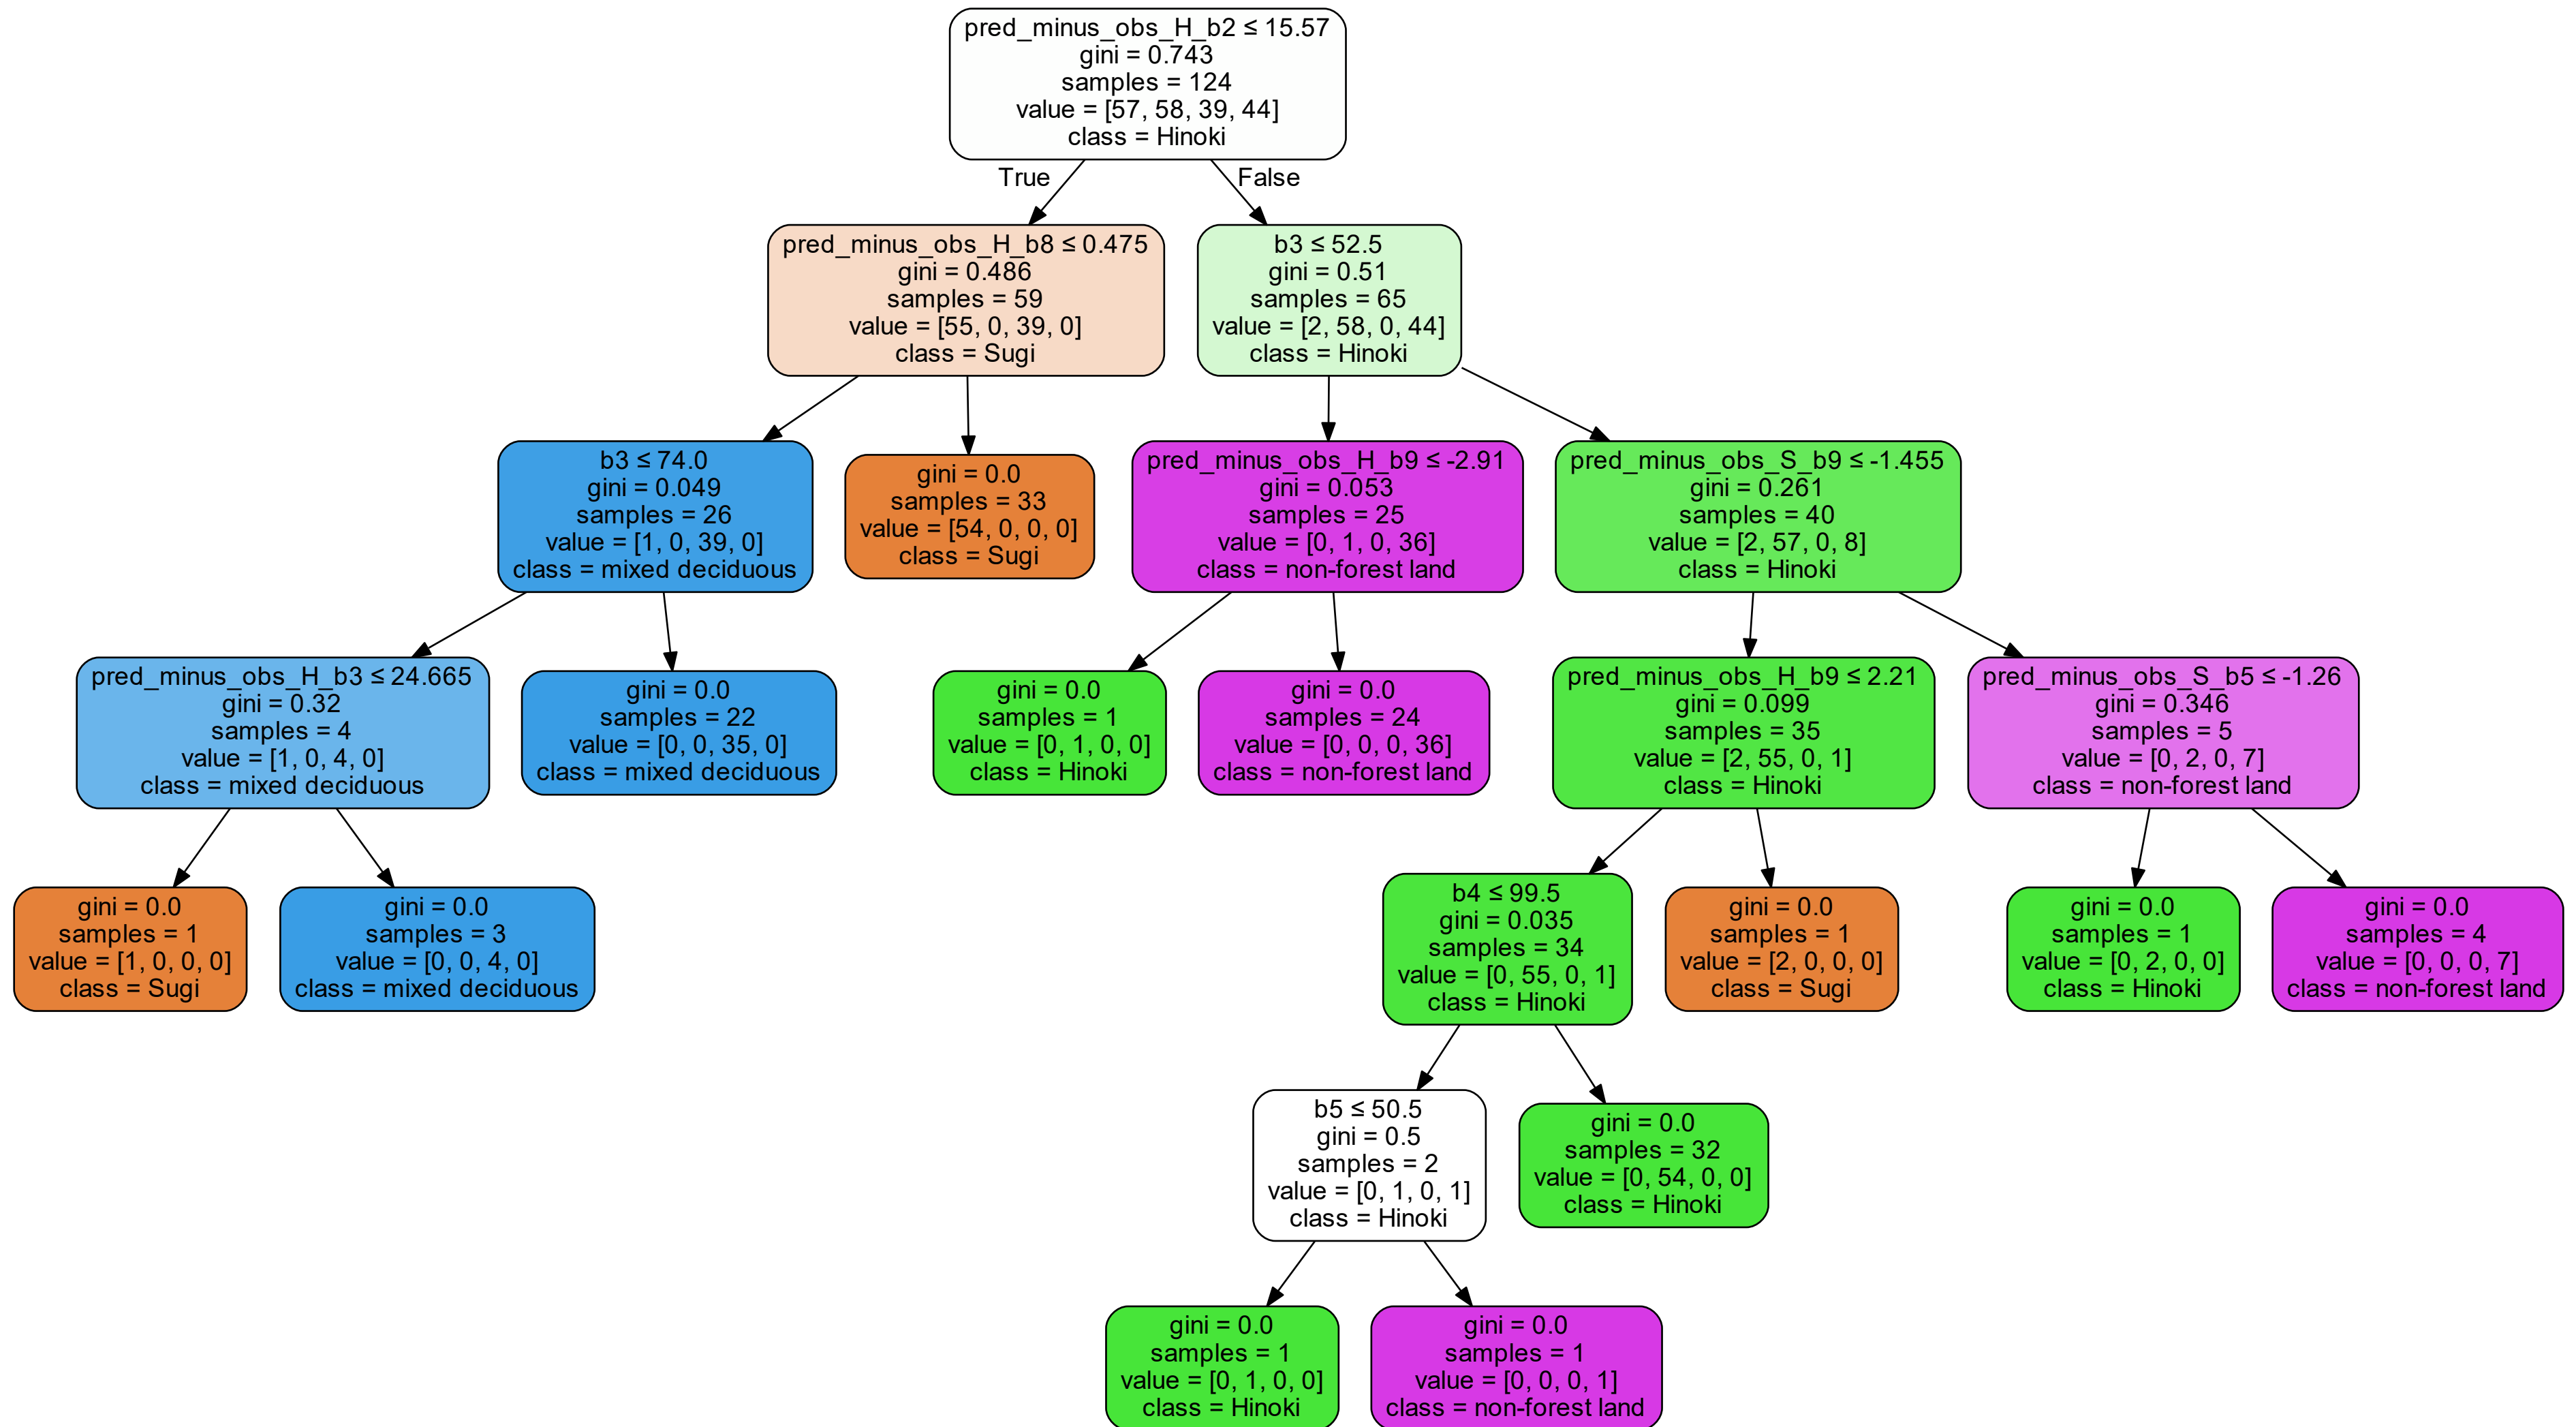 pred_minus_obs_H_b2 ≤ 15.57
gini = 0.743
samples = 124
value = [57, 58, 39, 44]
class = Hinoki
True
False
pred_minus_obs_H_b8 ≤ 0.475
gini = 0.486
samples = 59
value = [55, 0, 39, 0]
class = Sugi
b3 ≤ 52.5
gini = 0.51
samples = 65
value = [2, 58, 0, 44]
class = Hinoki
b3 ≤ 74.0
gini = 0.049
samples = 26
value = [1, 0, 39, 0]
class = mixed deciduous
gini = 0.0
samples = 33
value = [54, 0, 0, 0]
class = Sugi
pred_minus_obs_H_b9 ≤ -2.91
gini = 0.053
samples = 25
value = [0, 1, 0, 36]
class = non-forest land
pred_minus_obs_S_b9 ≤ -1.455
gini = 0.261
samples = 40
value = [2, 57, 0, 8]
class = Hinoki
pred_minus_obs_H_b3 ≤ 24.665
gini = 0.32
samples = 4
value = [1, 0, 4, 0]
class = mixed deciduous
gini = 0.0
samples = 22
value = [0, 0, 35, 0]
class = mixed deciduous
gini = 0.0
samples = 1
value = [0, 1, 0, 0]
class = Hinoki
gini = 0.0
samples = 24
value = [0, 0, 0, 36]
class = non-forest land
pred_minus_obs_H_b9 ≤ 2.21
gini = 0.099
samples = 35
value = [2, 55, 0, 1]
class = Hinoki
pred_minus_obs_S_b5 ≤ -1.26
gini = 0.346
samples = 5
value = [0, 2, 0, 7]
class = non-forest land
gini = 0.0
samples = 1
value = [1, 0, 0, 0]
class = Sugi
gini = 0.0
samples = 3
value = [0, 0, 4, 0]
class = mixed deciduous
b4 ≤ 99.5
gini = 0.035
samples = 34
value = [0, 55, 0, 1]
class = Hinoki
gini = 0.0
samples = 1
value = [2, 0, 0, 0]
class = Sugi
gini = 0.0
samples = 1
value = [0, 2, 0, 0]
class = Hinoki
gini = 0.0
samples = 4
value = [0, 0, 0, 7]
class = non-forest land
b5 ≤ 50.5
gini = 0.5
samples = 2
value = [0, 1, 0, 1]
class = Hinoki
gini = 0.0
samples = 32
value = [0, 54, 0, 0]
class = Hinoki
gini = 0.0
samples = 1
value = [0, 1, 0, 0]
class = Hinoki
gini = 0.0
samples = 1
value = [0, 0, 0, 1]
class = non-forest land